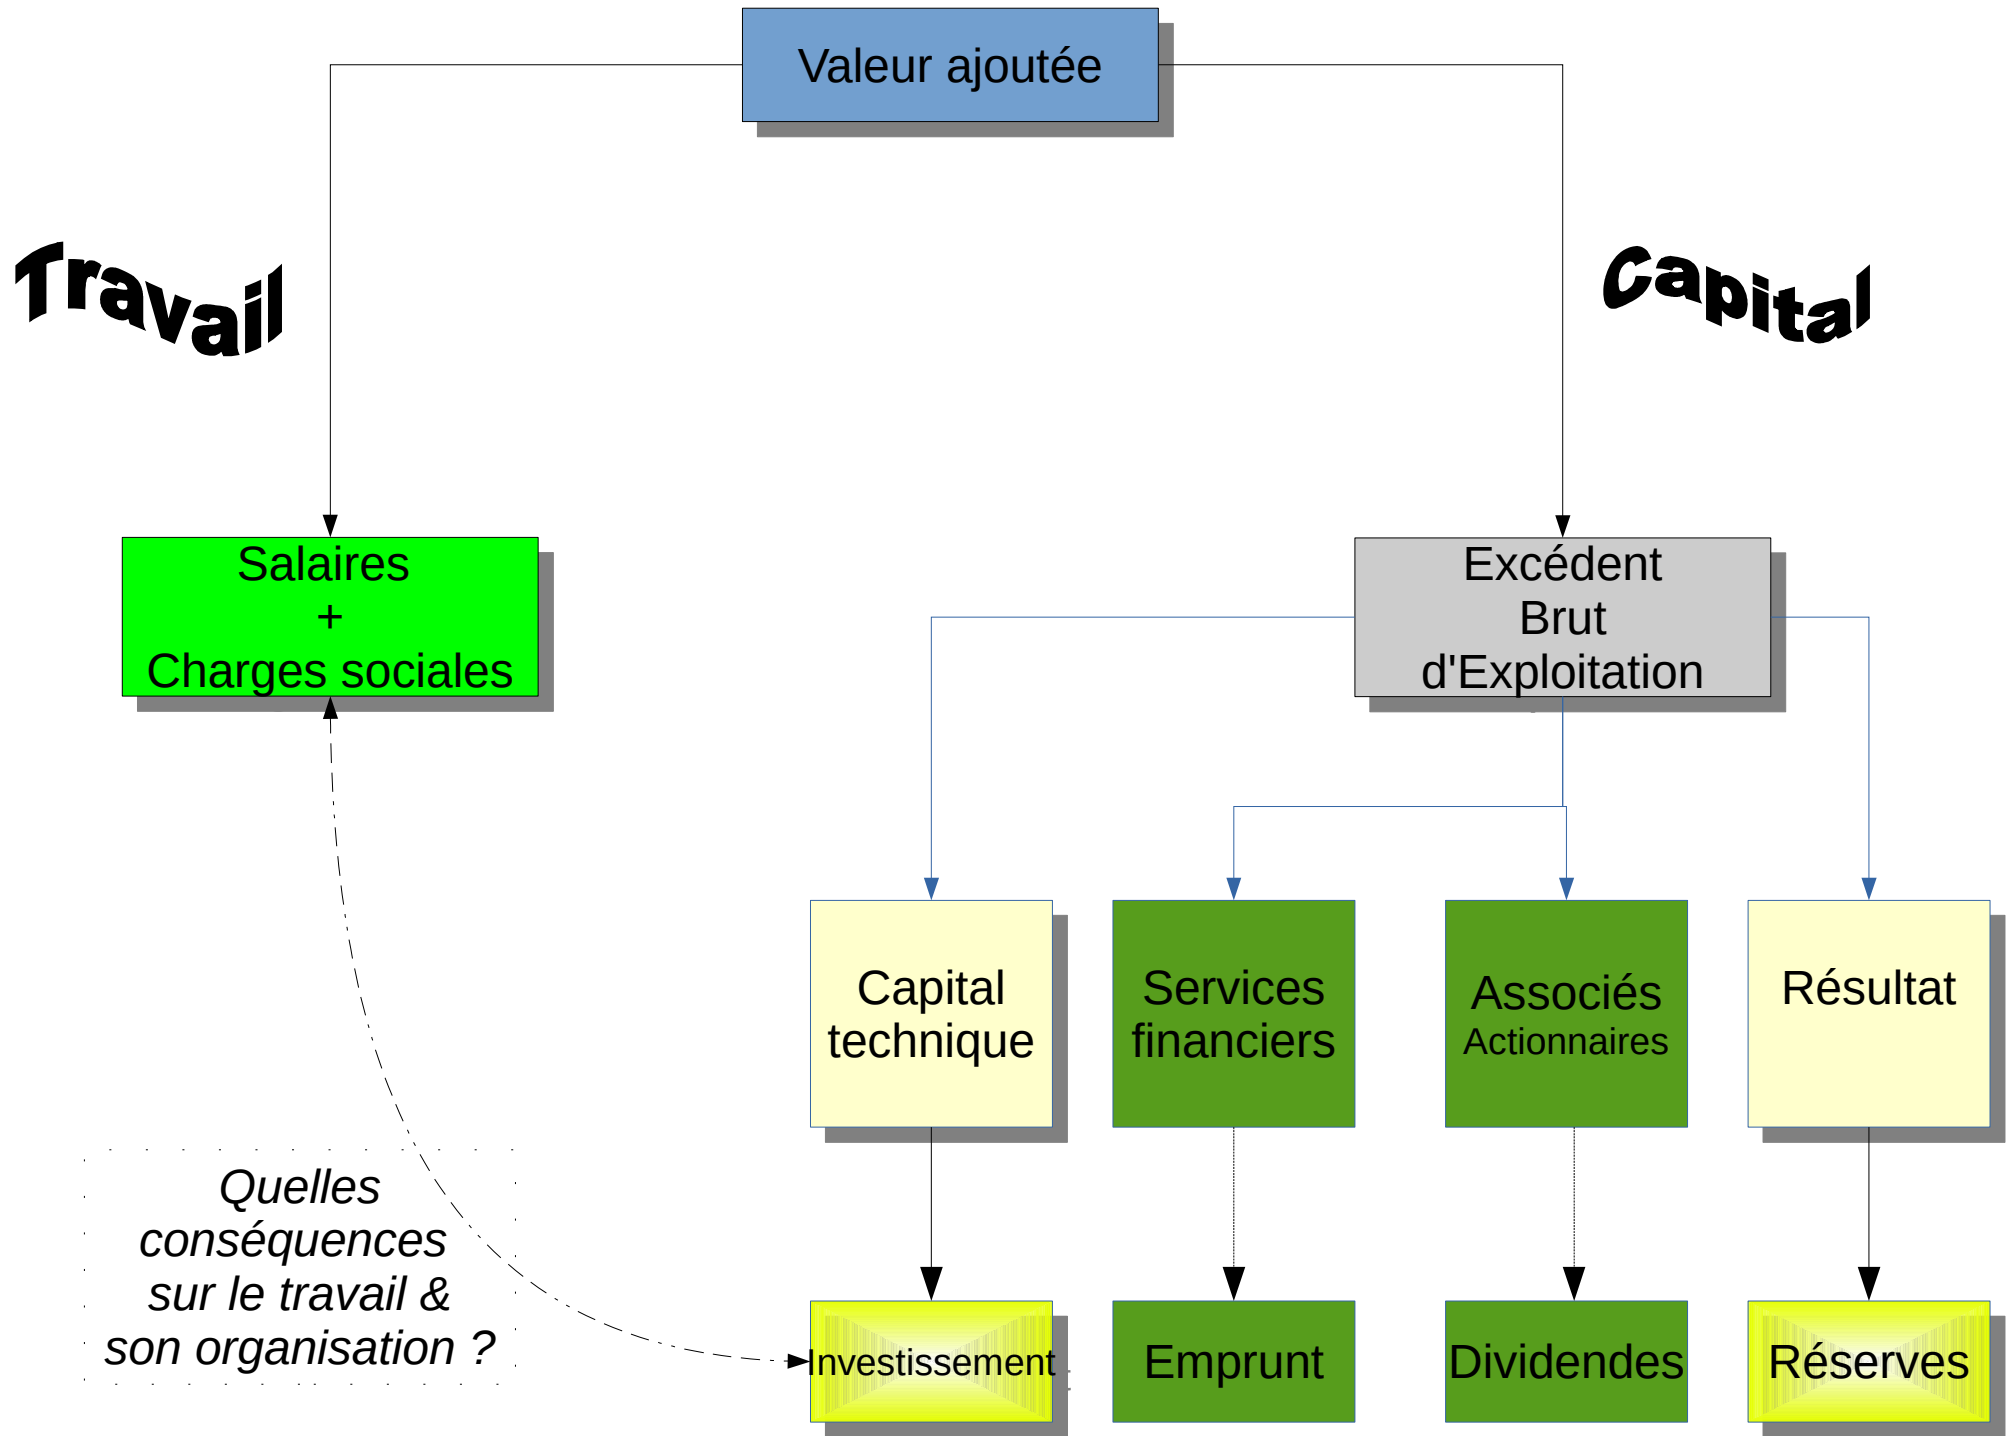 Valeur ajoutée
Travail
Capital
Salaires
+
Charges sociales
Excédent
Brut
d'Exploitation
Capital
technique
Services
financiers
Associés
Actionnaires
Résultat
Quelles
conséquences
sur le travail &
son organisation ?
Investissement
Emprunt
Dividendes
Réserves